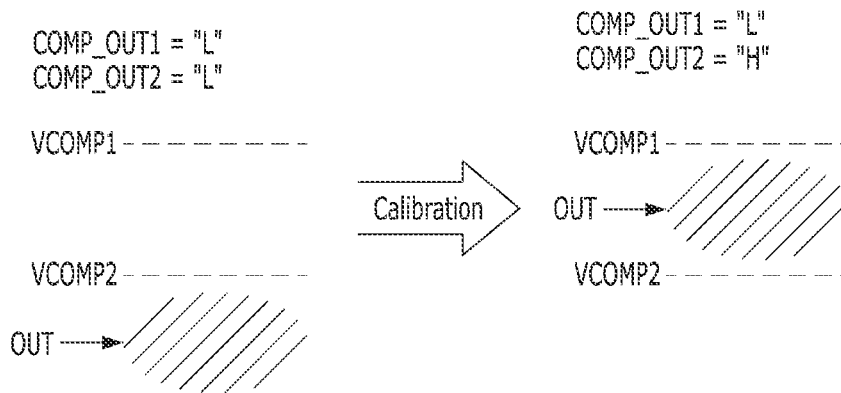 COMP_OUT1 = "L"
COMP_OUT2 = "L"
VCOMP1
VCOMP2
OUT
Calibration
COMP_OUT1 = "L"
COMP_OUT2 = "H"
VCOMP1
OUT
VCOMP2